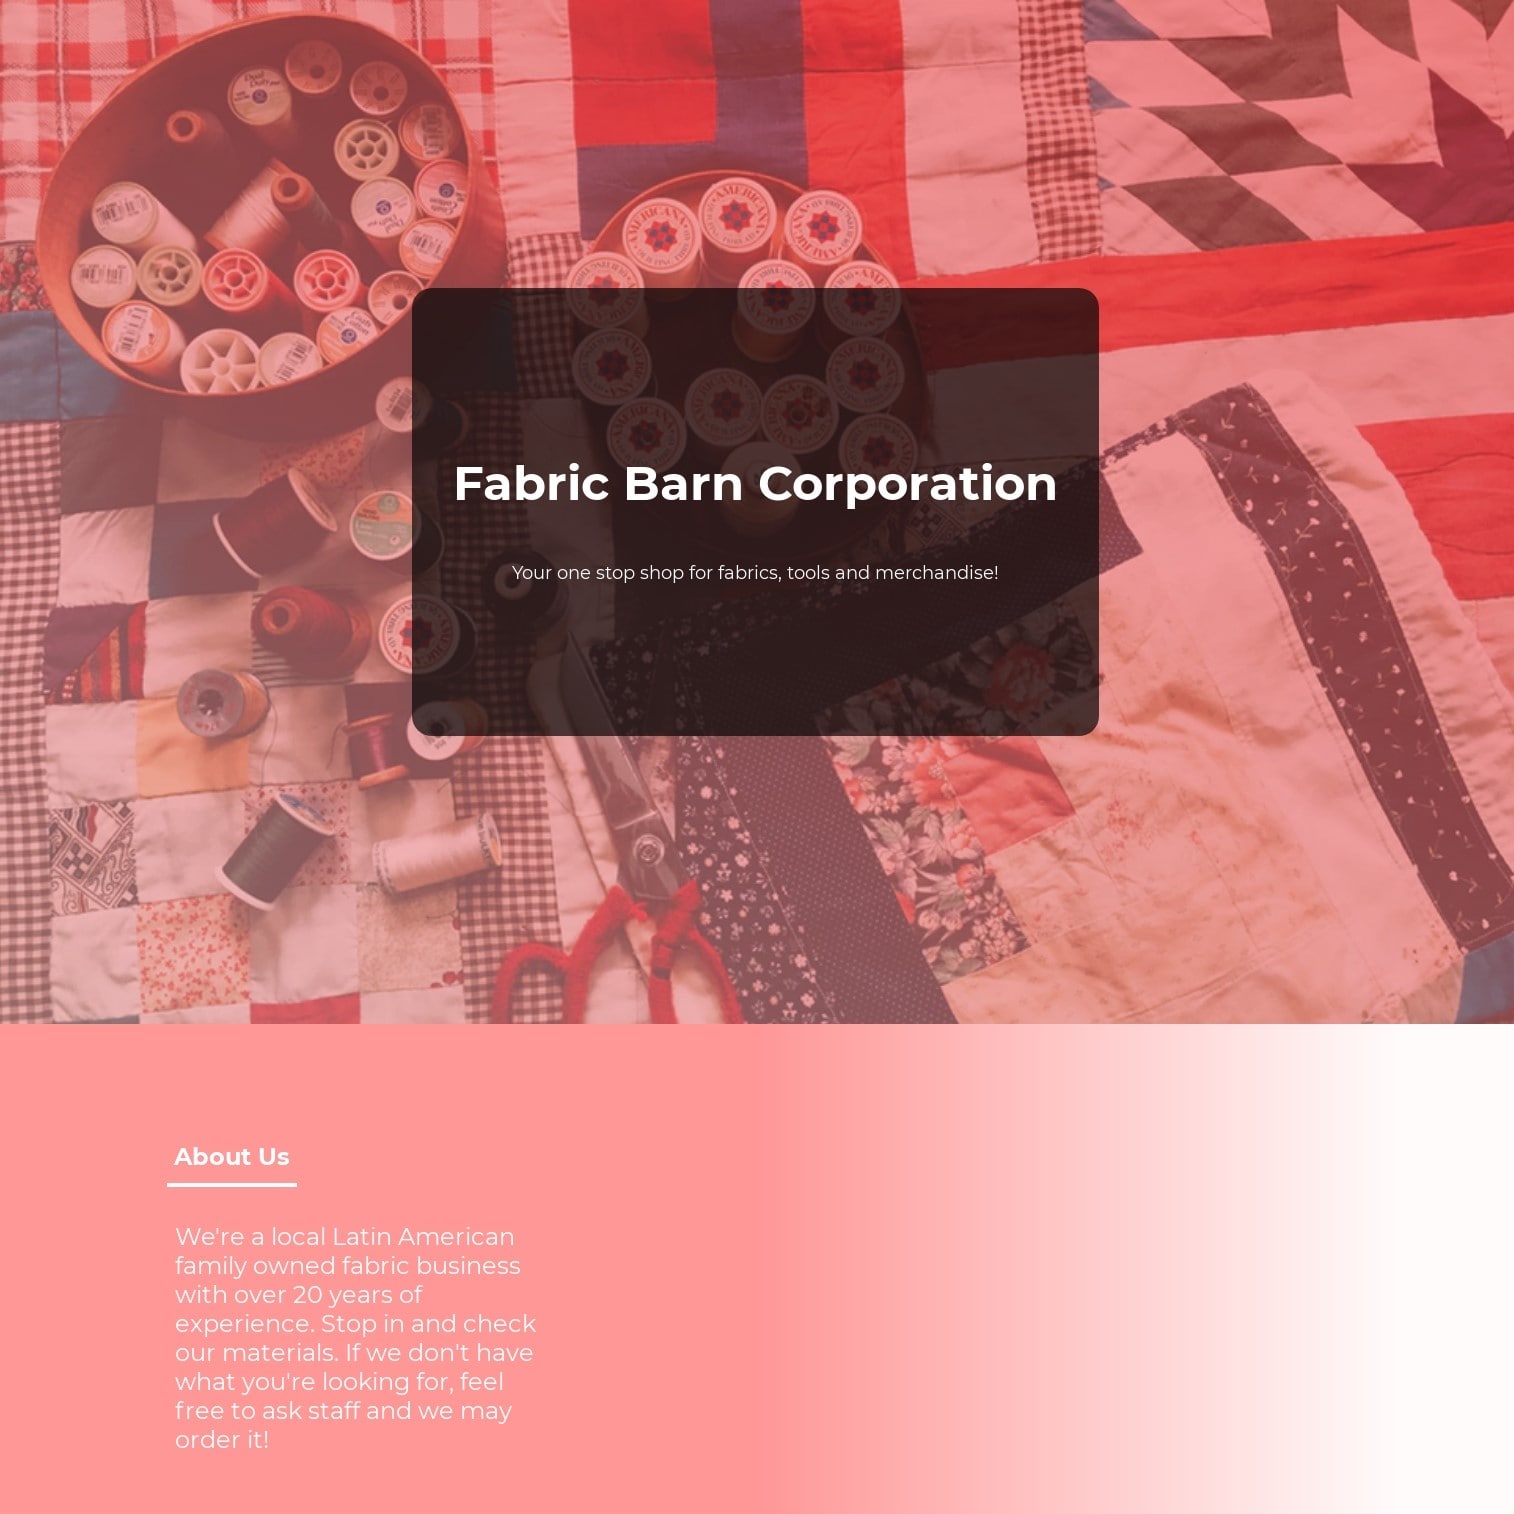 Fabric Barn Corporation
Your one stop shop for fabrics, tools and merchandise!
About Us
We're a local Latin American
family owned fabric business
with over 20 years of
experience. Stop in and check
our materials. If we don't have
what you're looking for, feel
free to ask staff and we may
order it!